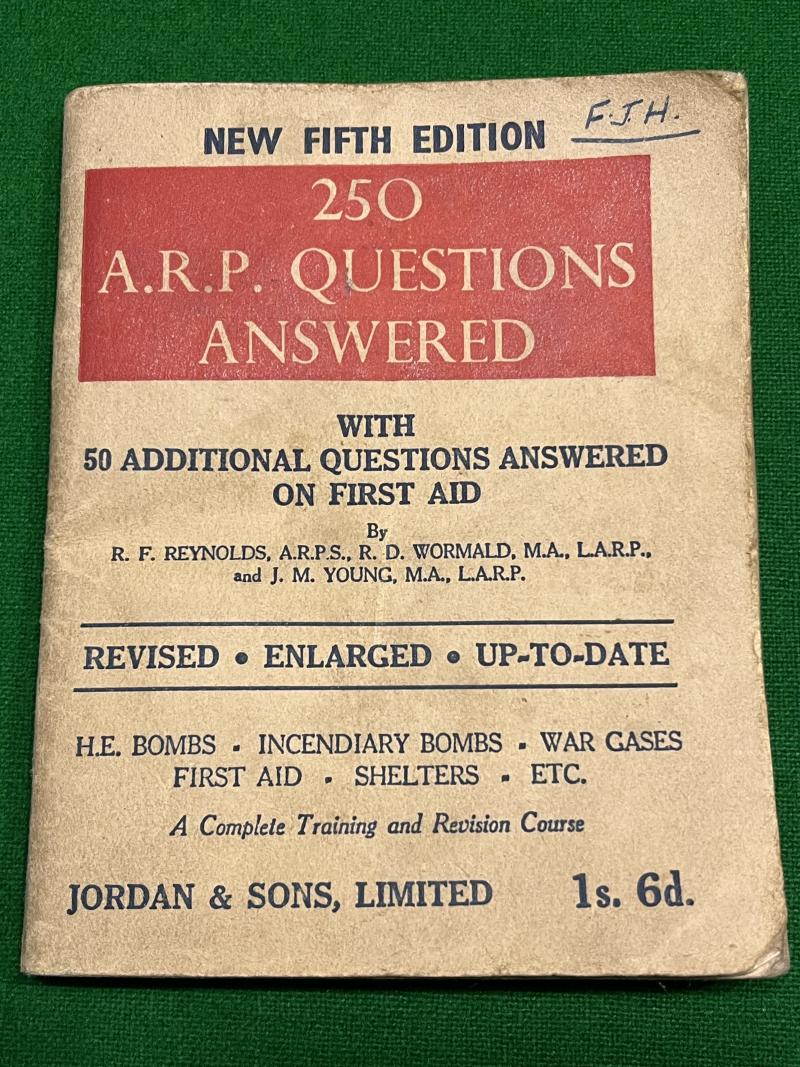 F.J.H.
NEW FIFTH EDITION
250
A.R.P. QUESTIONS
ANSWERED
WITH
50 ADDITIONAL QUESTIONS ANSWERED
ON FIRST AID
By
R. F. REYNOLDS, A.R.P.S., R. D. WORMALD, M.A., L.A.R.P.,
and J. M. YOUNG, M.A., L.A.R.P.
REVISED • ENLARGED • UP-TO-DATE
H.E. BOMBS . INCENDIARY BOMBS . WAR GASES
FIRST AID . SHELTERS . ETC.
A Complete Training and Revision Course
JORDAN & SONS, LIMITED 1s. 6d.